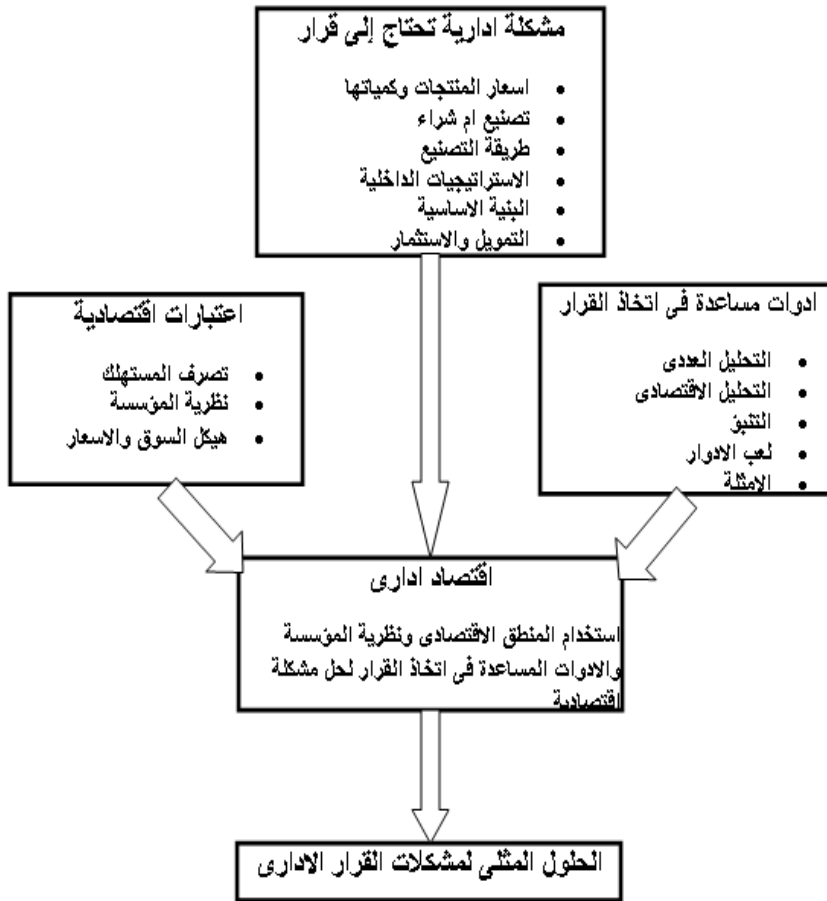 مشكلة ادارية تحتاج إلى قرار
• اسعار المنتجات وكمياتها
• تصنيع ام شراء
• طريقة التصنيع
• الاستراتيجيات الداخلية
• البنية الاساسية
• التمويل والاستثمار
ادوات مساعدة فى اتخاذ القرار
• التحليل العددى
• التحليل الاقتصادى
• التنبؤ
• لعب الادوار
• الامثلة
اعتبارات اقتصادية
• تصرف المستهلك
• نظرية المؤسسة
• هيكل السوق والاسعار
اقتصاد ادارى
استخدام المنطق الاقتصادى ونظرية المؤسسة
والادوات المساعدة فى اتخاذ القرار لحل مشكلة
اقتصادية
الحلول المثلى لمشكلات القرار الادارى